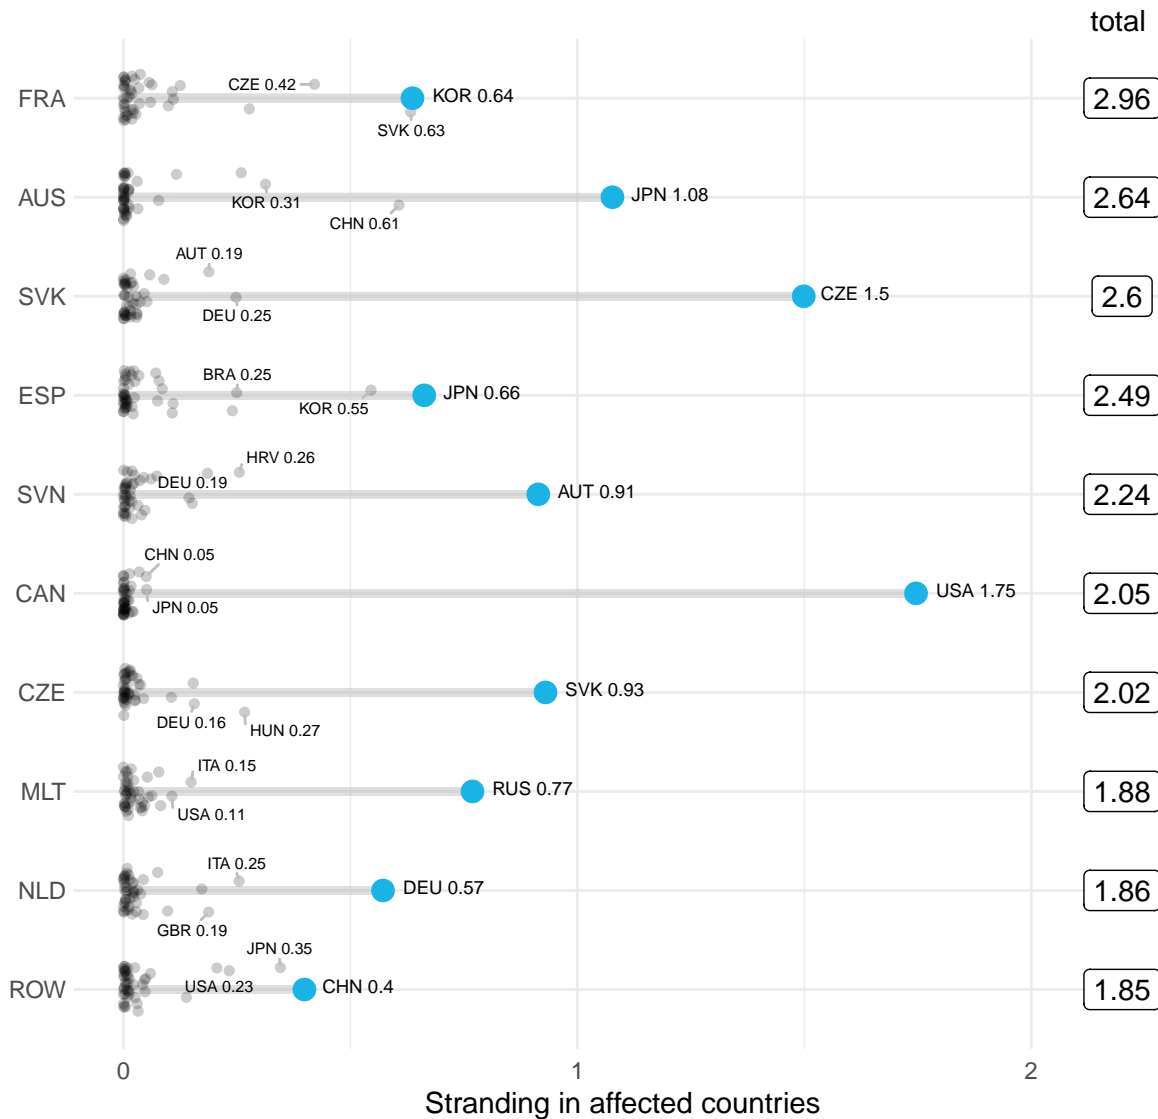 total
CZE 0.42
FRA KOR 0.64 2.96
SVK 0.63
AUS JPN 1.08 2.64
KOR 0.31
CHN 0.61
AUT 0.19
SVK CZE 1.5 2.6
DEU 0.25
BRA 0.25
ESP JPN 0.66 2.49
KOR 0.55
HRV 0.26
DEU 0.19
SVN AUT 0.91 2.24
CHN 0.05
CAN USA 1.75 2.05
JPN 0.05
CZE SVK 0.93 2.02
DEU 0.16
HUN 0.27
ITA 0.15
MLT RUS 0.77 1.88
USA 0.11
ITA 0.25
NLD DEU 0.57 1.86
GBR 0.19
JPN 0.35
ROW USA 0.23 CHN 0.4 1.85
0 1 2
Stranding in affected countries